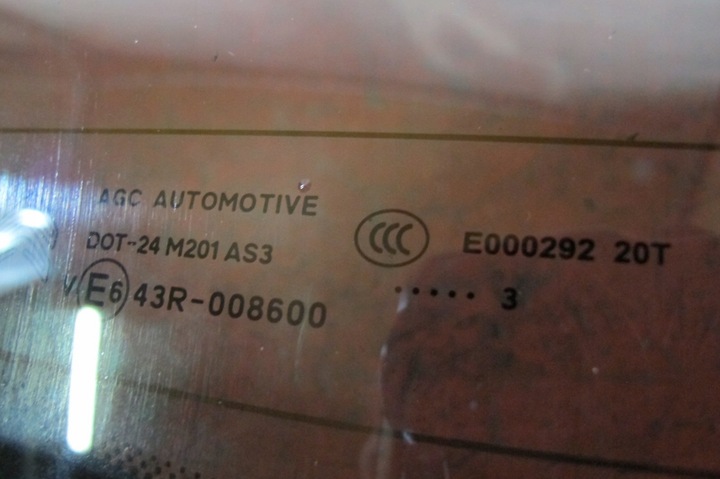 AGC AUTOMOTIVE
DOT-24 M201 AS3
V E6 43R-008600
CCC E000292 20T
..... 3